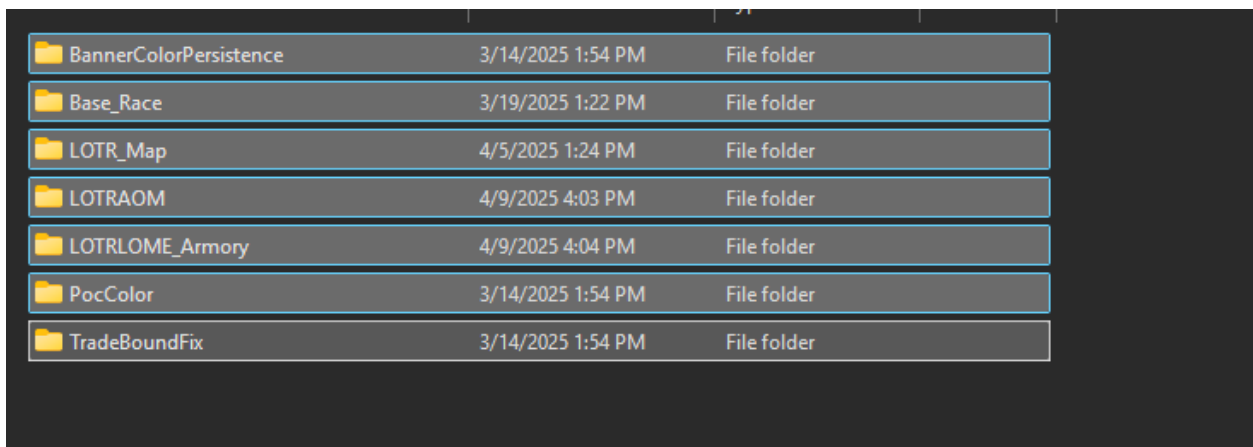 BannerColorPersistence 3/14/2025 1:54 PM File folder
Base_Race 3/19/2025 1:22 PM File folder
LOTR_Map 4/5/2025 1:24 PM File folder
LOTRAOM 4/9/2025 4:03 PM File folder
LOTRLOME_Armory 4/9/2025 4:04 PM File folder
PocColor 3/14/2025 1:54 PM File folder
TradeBoundFix 3/14/2025 1:54 PM File folder